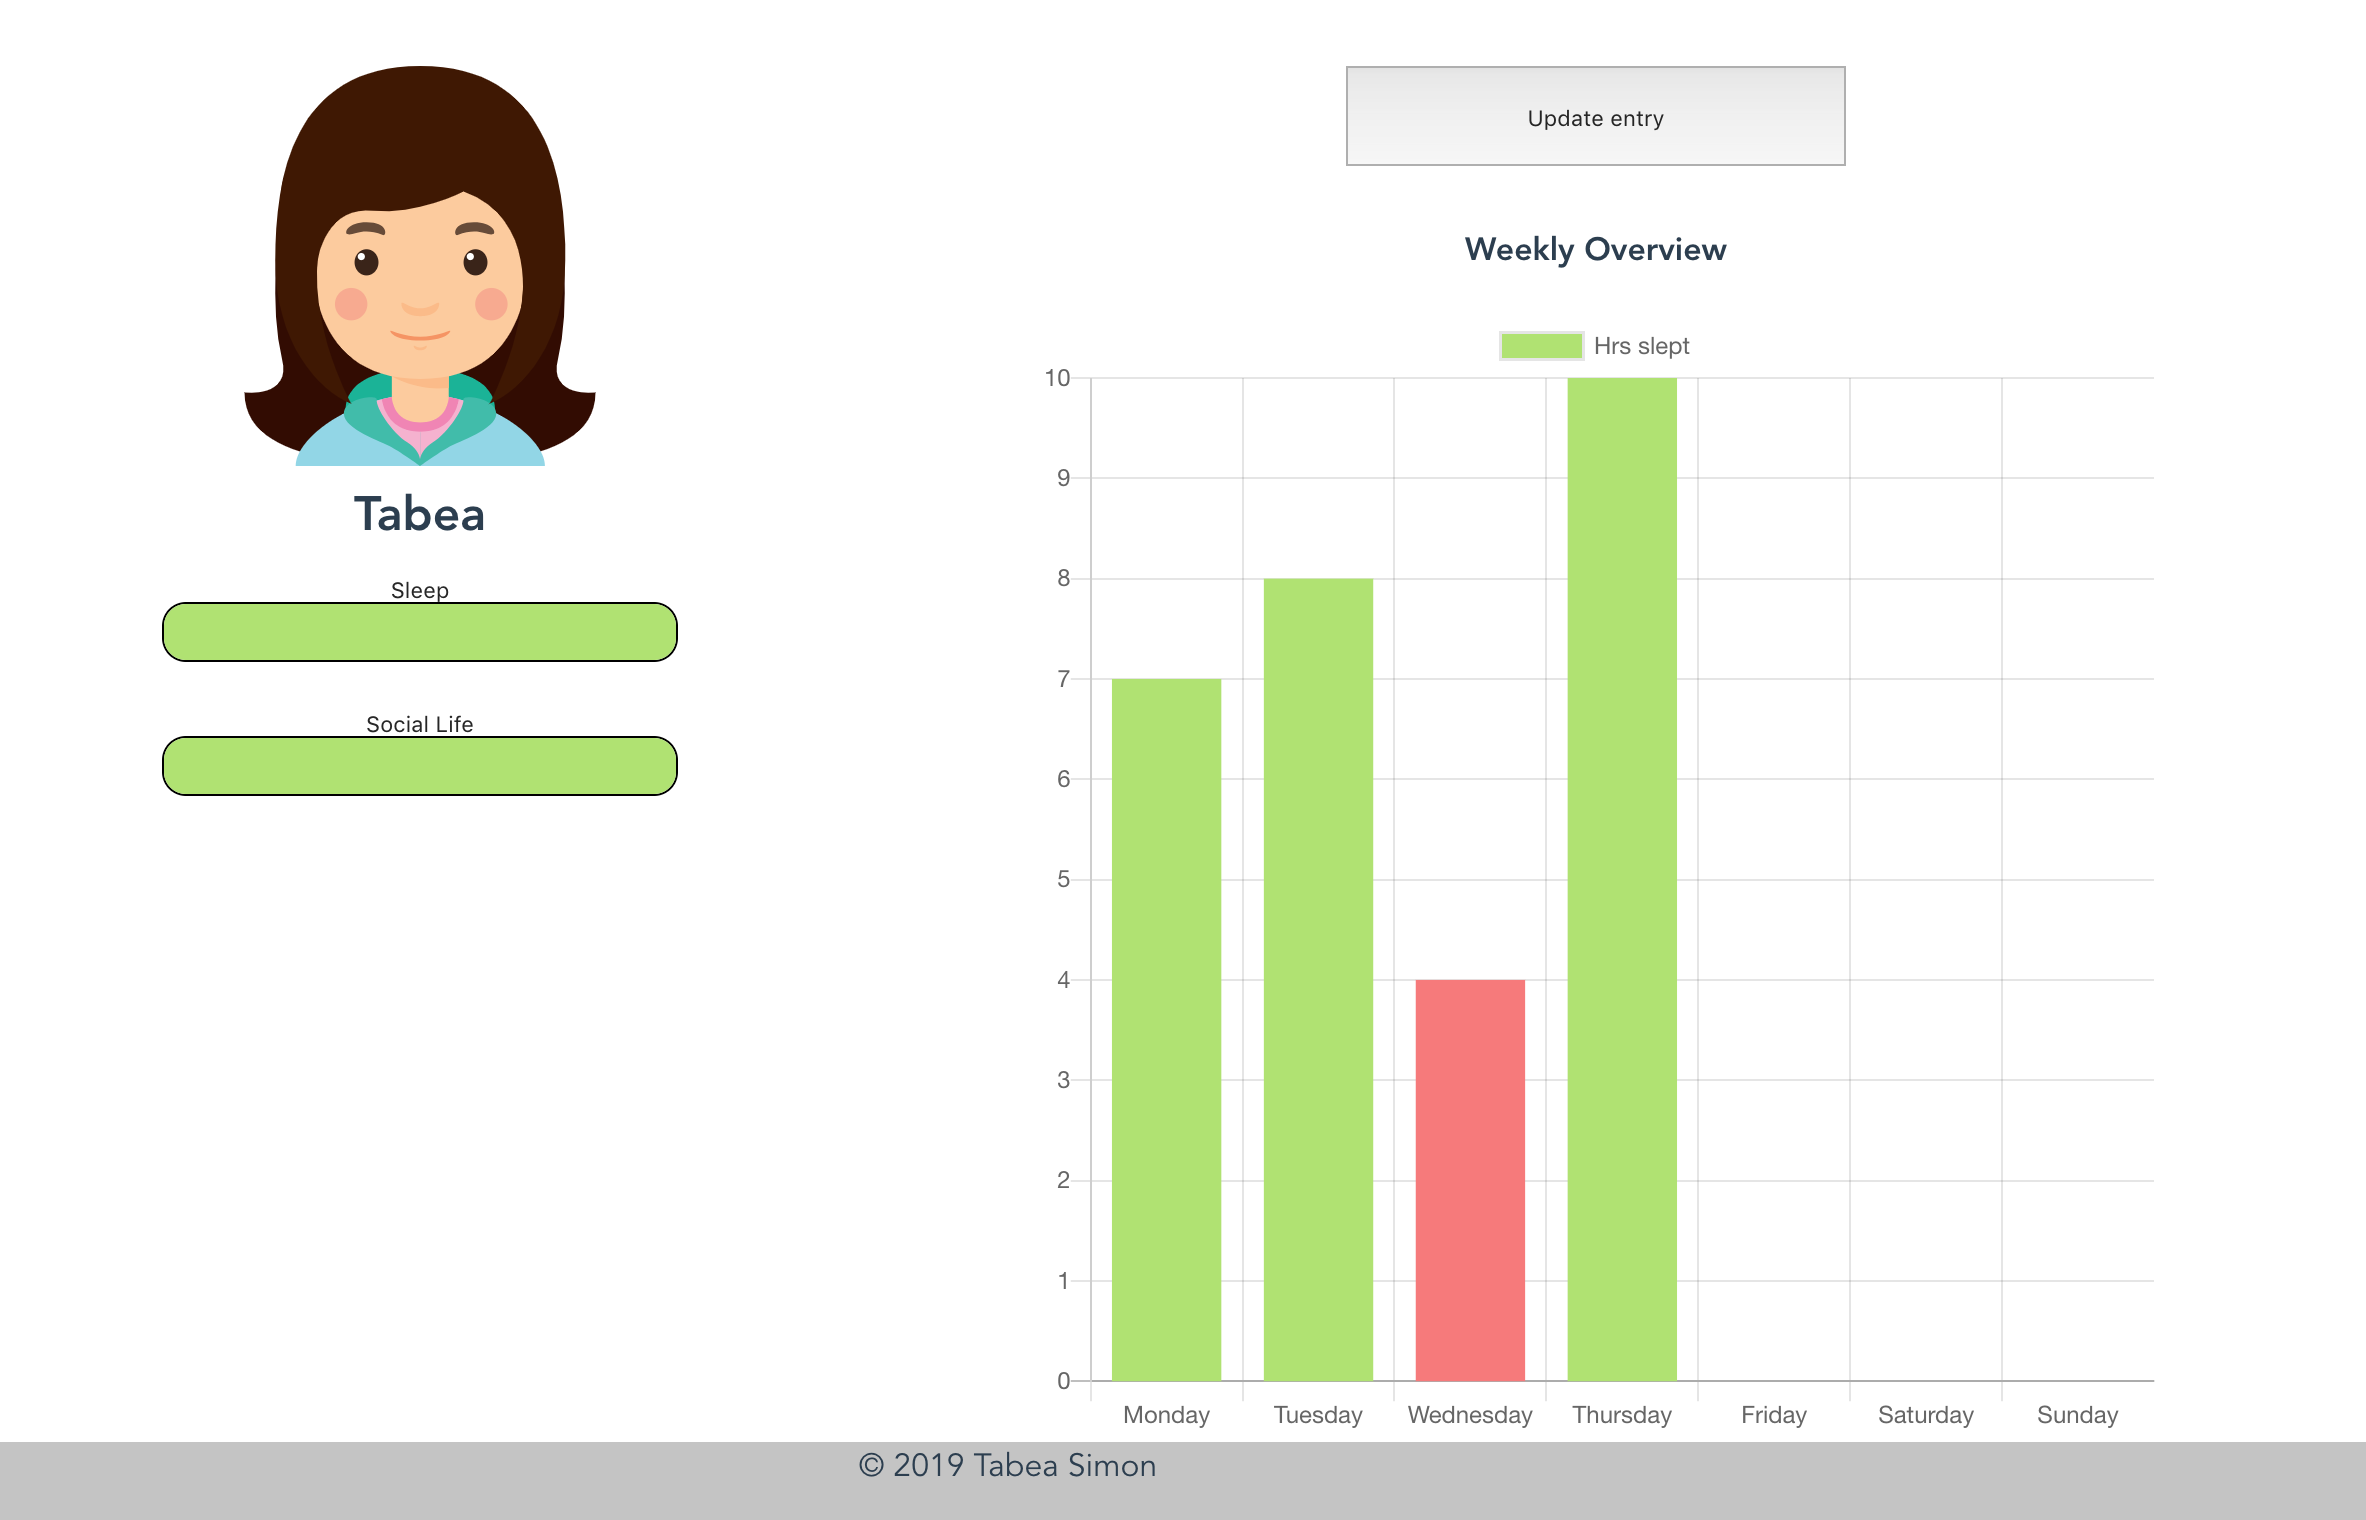 Tabea
Sleep
Social Life
Update entry
Weekly Overview
Hrs slept
10
9
8
7
6
5
4
3
2
1
0
Monday Tuesday Wednesday Thursday Friday Saturday Sunday
© 2019 Tabea Simon